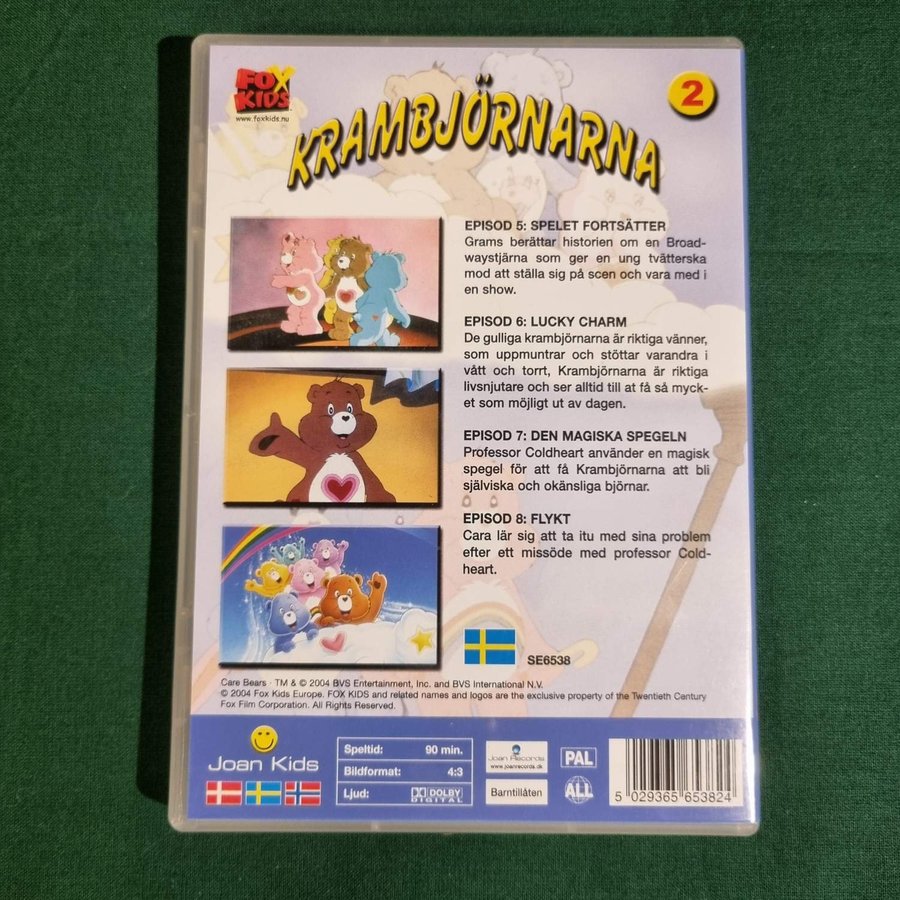 FOX
KIDS
www.foxkids.nu
KRAMBJÖRNARNA
2
EPISOD 5: SPELET FORTSÄTTER
Grams berättar historien om en Broad-
waystjärna som ger en ung tvätterska
mod att ställa sig på scen och vara med i
en show.
EPISOD 6: LUCKY CHARM
De gulliga krambjörnarna är riktiga vänner,
som uppmuntrar och stöttar varandra i
vått och torrt, Krambjörnarna är riktiga
livsnjutare och ser alltid till at få så myck-
et som möjligt ut av dagen.
EPISOD 7: DEN MAGISKA SPEGELN
Professor Coldheart använder en magisk
spegel för att få Krambjörnarna att bli
själviska och okänsliga björnar.
EPISOD 8: FLYKT
Cara lär sig att ta itu med sina problem
efter ett missöde med professor Cold-
heart.
SE6538
Care Bears - TM & © 2004 BVS Entertainment, Inc. and BVS International N.V.
© 2004 Fox Kids Europe. FOX KIDS and related names and logos are the exclusive property of the Twentieth Century
Fox Film Corporation. All Rights Reserved.
Joan Kids
Speltid: 90 min.
Bildformat: 4:3
Ljud: DOLBY
DIGITAL
Joan Records
www.joanrecords.dk
Barntillåten
PAL
ALL
5 029365 653824